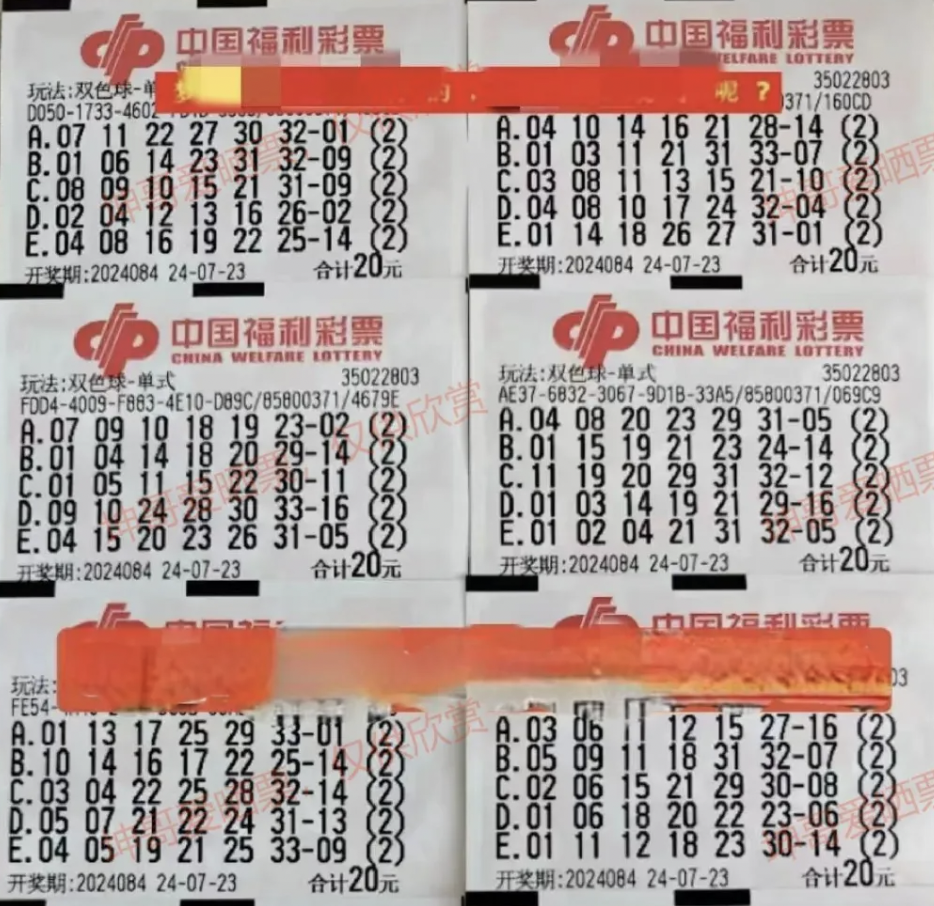 中国福利彩票
玩法:双色球-单式
D050-1733-4602
A.07 11 22 27 30 32-01 (2)
B.01 06 14 23 31 32-09 (2)
C.08 09 10 15 21 31-09 (2)
D.02 04 12 13 16 26-02 (2)
E.04 08 16 19 22 25-14 (2)
开奖期:2024084 24-07-23 合计20元
中国福利彩票
ELFARE LOTTERY
35022803
呢?
0371/160CD
A.04 10 14 16 21 28-14 (2)
B.01 03 11 21 31 33-07 (2)
C.03 08 11 13 15 21-10 (2)
D.04 08 10 17 24 32-04 (2)
E.01 14 18 26 27 31-01 (2)
开奖期:2024084 24-07-23 合计20元
中国福利彩票
CHINA WELFARE LOTTERY
玩法:双色球-单式 35022803
FDD4-4009-F883-4E10-D89C/85800371/4679E
A.07 09 10 18 19 23-02 (2)
B.01 04 14 18 20 29-14 (2)
C.01 05 11 15 22 30-11 (2)
D.09 10 24 28 30 33-16 (2)
E.04 15 20 23 26 31-05 (2)
开奖期:2024084 24-07-23 合计20元
中国福利彩票
CHINA WELFARE LOTTERY
玩法:双色球-单式 35022803
AE37-6832-3067-9D1B-33A5/85800371/069C9
A.04 08 20 23 29 31-05 (2)
B.01 15 19 21 23 24-14 (2)
C.11 19 20 29 31 32-12 (2)
D.01 03 14 19 21 29-16 (2)
E.01 02 04 21 31 32-05 (2)
开奖期:2024084 24-07-23 合计20元
玩法:
FE54-
A.01 13 17 25 29 33-01 (2)
B.10 14 16 17 22 25-14 (2)
C.03 04 22 25 28 32-14 (2)
D.05 07 21 22 24 31-13 (2)
E.04 05 19 21 25 33-09 (2)
开奖期:2024084 24-07-23 合计20元
03
A.03 06 11 12 15 27-16 (2)
B.05 09 11 18 31 32-07 (2)
C.02 06 15 21 29 30-08 (2)
D.01 06 18 20 22 23-06 (2)
E.01 11 12 18 23 30-14 (2)
开奖期:2024084 24-07-23 合计20元
坤哥爱晒票
仅供欣赏